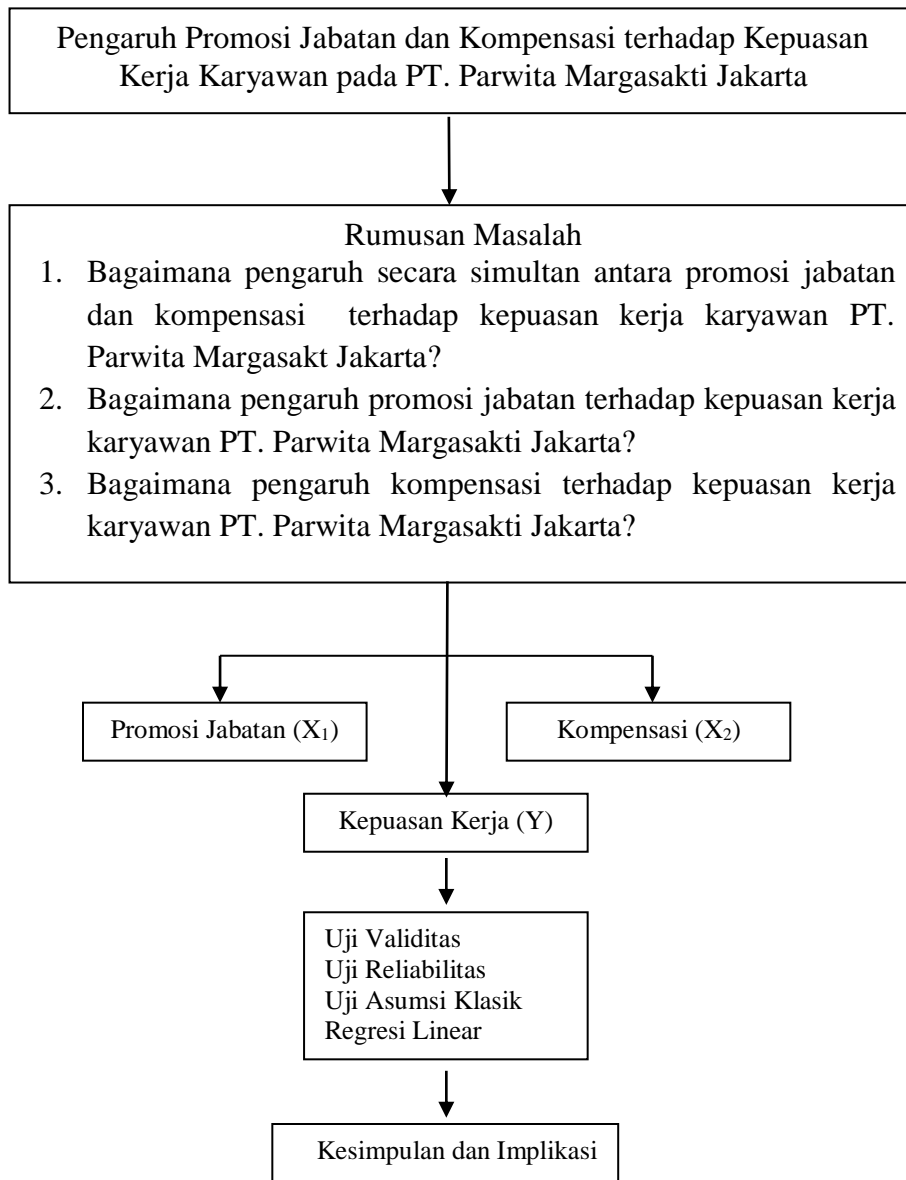 Pengaruh Promosi Jabatan dan Kompensasi terhadap Kepuasan
Kerja Karyawan pada PT. Parwita Margasakti Jakarta
Rumusan Masalah
1. Bagaimana pengaruh secara simultan antara promosi jabatan
dan kompensasi terhadap kepuasan kerja karyawan PT.
Parwita Margasakt Jakarta?
2. Bagaimana pengaruh promosi jabatan terhadap kepuasan kerja
karyawan PT. Parwita Margasakti Jakarta?
3. Bagaimana pengaruh kompensasi terhadap kepuasan kerja
karyawan PT. Parwita Margasakti Jakarta?
Promosi Jabatan (X₁)
Kompensasi (X₂)
Kepuasan Kerja (Y)
Uji Validitas
Uji Reliabilitas
Uji Asumsi Klasik
Regresi Linear
Kesimpulan dan Implikasi